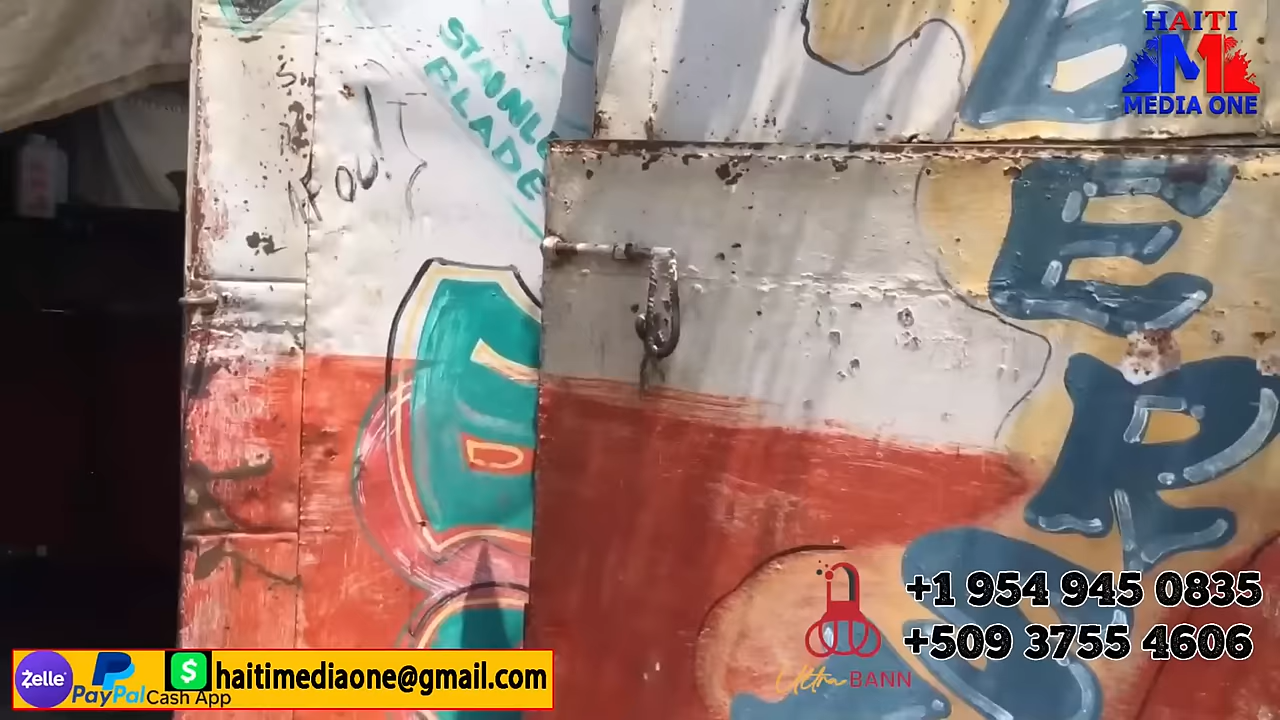 HAITI
M
MEDIA ONE
STAINLE
BLADE
B
E
R
S
+1 954 945 0835
+509 3755 4606
Ultra BANN
Zelle
PayPal
$
Cash App
haitimediaone@gmail.com